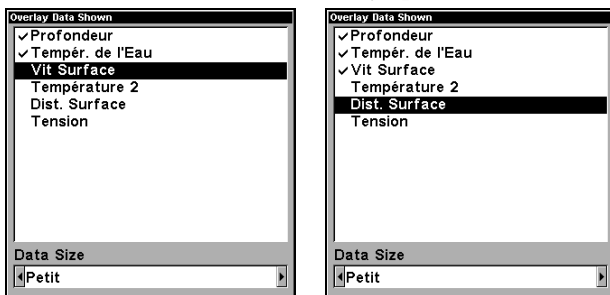 Overlay Data Shown
✓Profondeur
✓Tempér. de l'Eau
Vit Surface
Température 2
Dist. Surface
Tension
Data Size
Petit
Overlay Data Shown
✓Profondeur
✓Tempér. de l'Eau
✓Vit Surface
Température 2
Dist. Surface
Tension
Data Size
Petit